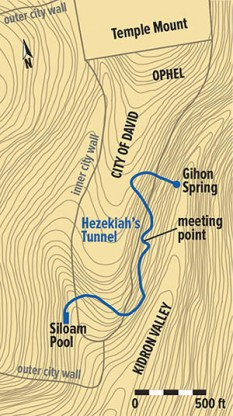 outer city wall
Temple Mount
N
OPHEL
CITY OF DAVID
inner city wall
Gihon
Spring
Hezekiah's
Tunnel
meeting
point
KIDRON VALLEY
Siloam
Pool
outer city wall
0
500 ft